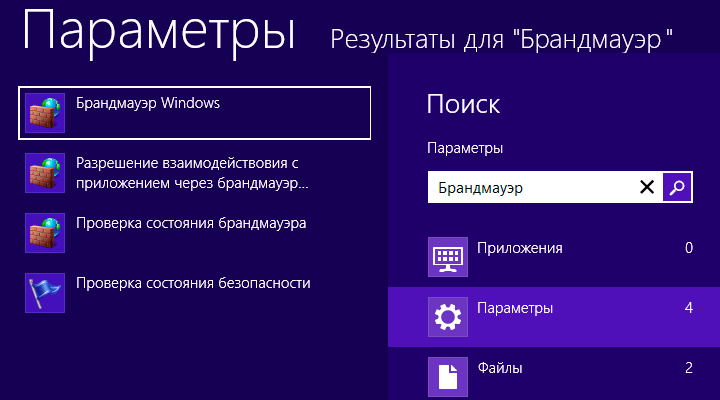 Параметры Результаты для "Брандмауэр"
Брандмауэр Windows
Разрешение взаимодействовия с
приложением через брандмауэр...
Проверка состояния брандмауэра
Проверка состояния безопасности
Поиск
Параметры
Брандмауэр
Приложения 0
Параметры 4
Файлы 2